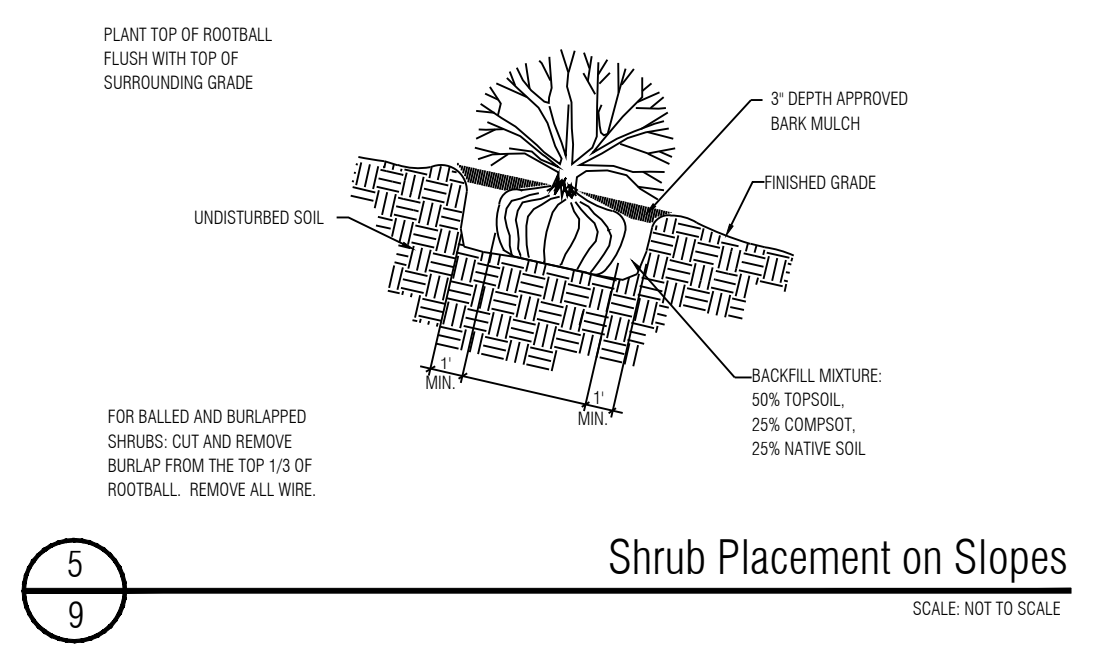 PLANT TOP OF ROOTBALL
FLUSH WITH TOP OF
SURROUNDING GRADE
3" DEPTH APPROVED
BARK MULCH
FINISHED GRADE
UNDISTURBED SOIL
1'
MIN.
1'
MIN.
BACKFILL MIXTURE:
50% TOPSOIL,
25% COMPSOT,
25% NATIVE SOIL
FOR BALLED AND BURLAPPED
SHRUBS: CUT AND REMOVE
BURLAP FROM THE TOP 1/3 OF
ROOTBALL.  REMOVE ALL WIRE.
5
9
Shrub Placement on Slopes
SCALE: NOT TO SCALE